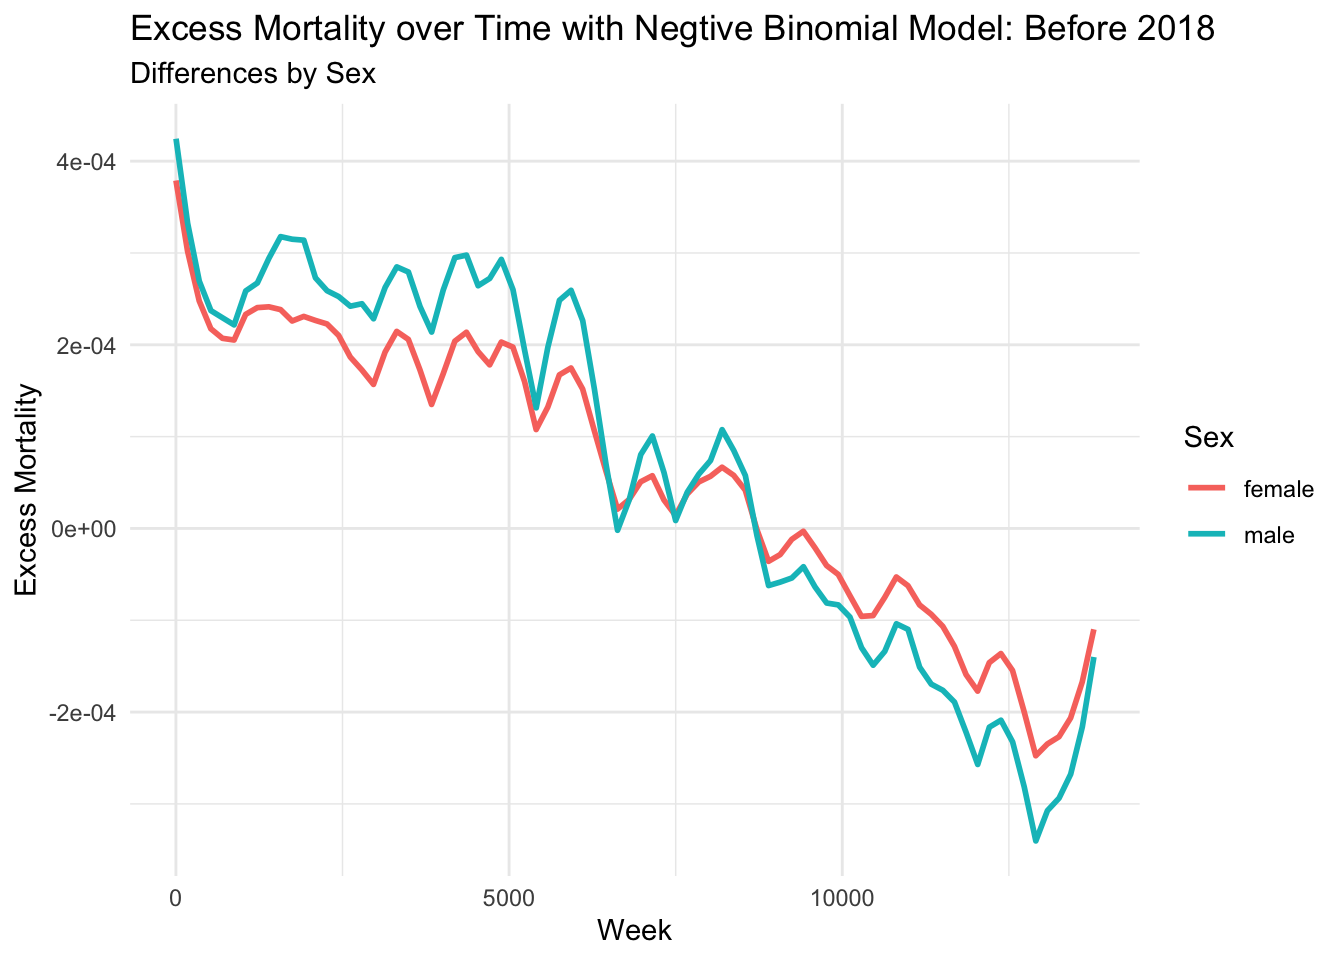 Excess Mortality over Time with Negtive Binomial Model: Before 2018
Differences by Sex
4e-04
2e-04
0e+00
-2e-04
Excess Mortality
0
5000
10000
Week
Sex
female
male